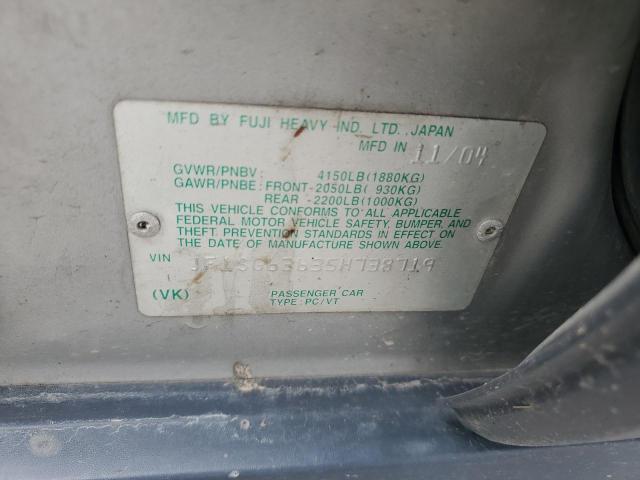 MFD BY FUJI HEAVY IND. LTD., JAPAN
MFD IN 11/04
GVWR/PNBV: 4150LB(1880KG)
GAWR/PNBE: FRONT-2050LB( 930KG)
REAR -2200LB(1000KG)
THIS VEHICLE CONFORMS TO ALL APPLICABLE
FEDERAL MOTOR VEHICLE SAFETY, BUMPER, AND
THEFT PREVENTION STANDARDS IN EFFECT ON
THE DATE OF MANUFACTURE SHOWN ABOVE.
VIN JF1SG63635H738719
(VK) PASSENGER CAR
TYPE: PC/VT